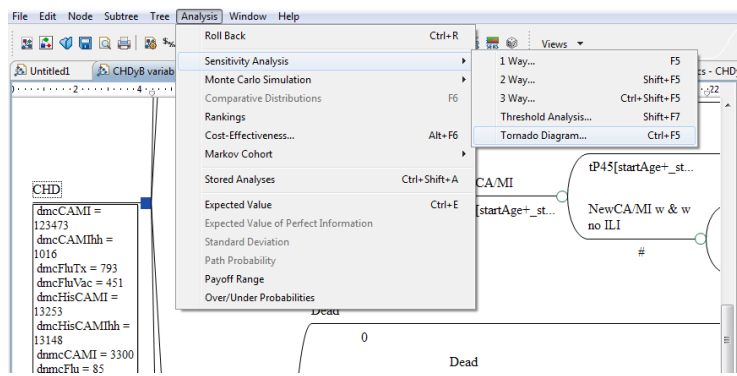 File Edit Node Subtree Tree Analysis Window Help
Views
Untitled1 CHDyB variab cs - CHD
2 4 22
Roll Back Ctrl+R
Sensitivity Analysis
Monte Carlo Simulation
Comparative Distributions F6
Rankings
Cost-Effectiveness... Alt+F6
Markov Cohort
Stored Analyses Ctrl+Shift+A
Expected Value Ctrl+E
Expected Value of Perfect Information
Standard Deviation
Path Probability
Payoff Range
Over/Under Probabilities
1 Way... F5
2 Way... Shift+F5
3 Way... Ctrl+Shift+F5
Threshold Analysis... Shift+F7
Tornado Diagram... Ctrl+F5
CHD
dmcCAMI =
123473
dmcCAMIhh =
1016
dmcFluTx = 793
dmcFluVac = 451
dmcHisCAMI =
13253
dmcHisCAMIhh =
13148
dnmcCAMI = 3300
dnmcFlu = 85
CA/MI
[startAge+_st...
tP45[startAge+_st...
NewCA/MI w & w
no ILI
#
Dead
0
Dead